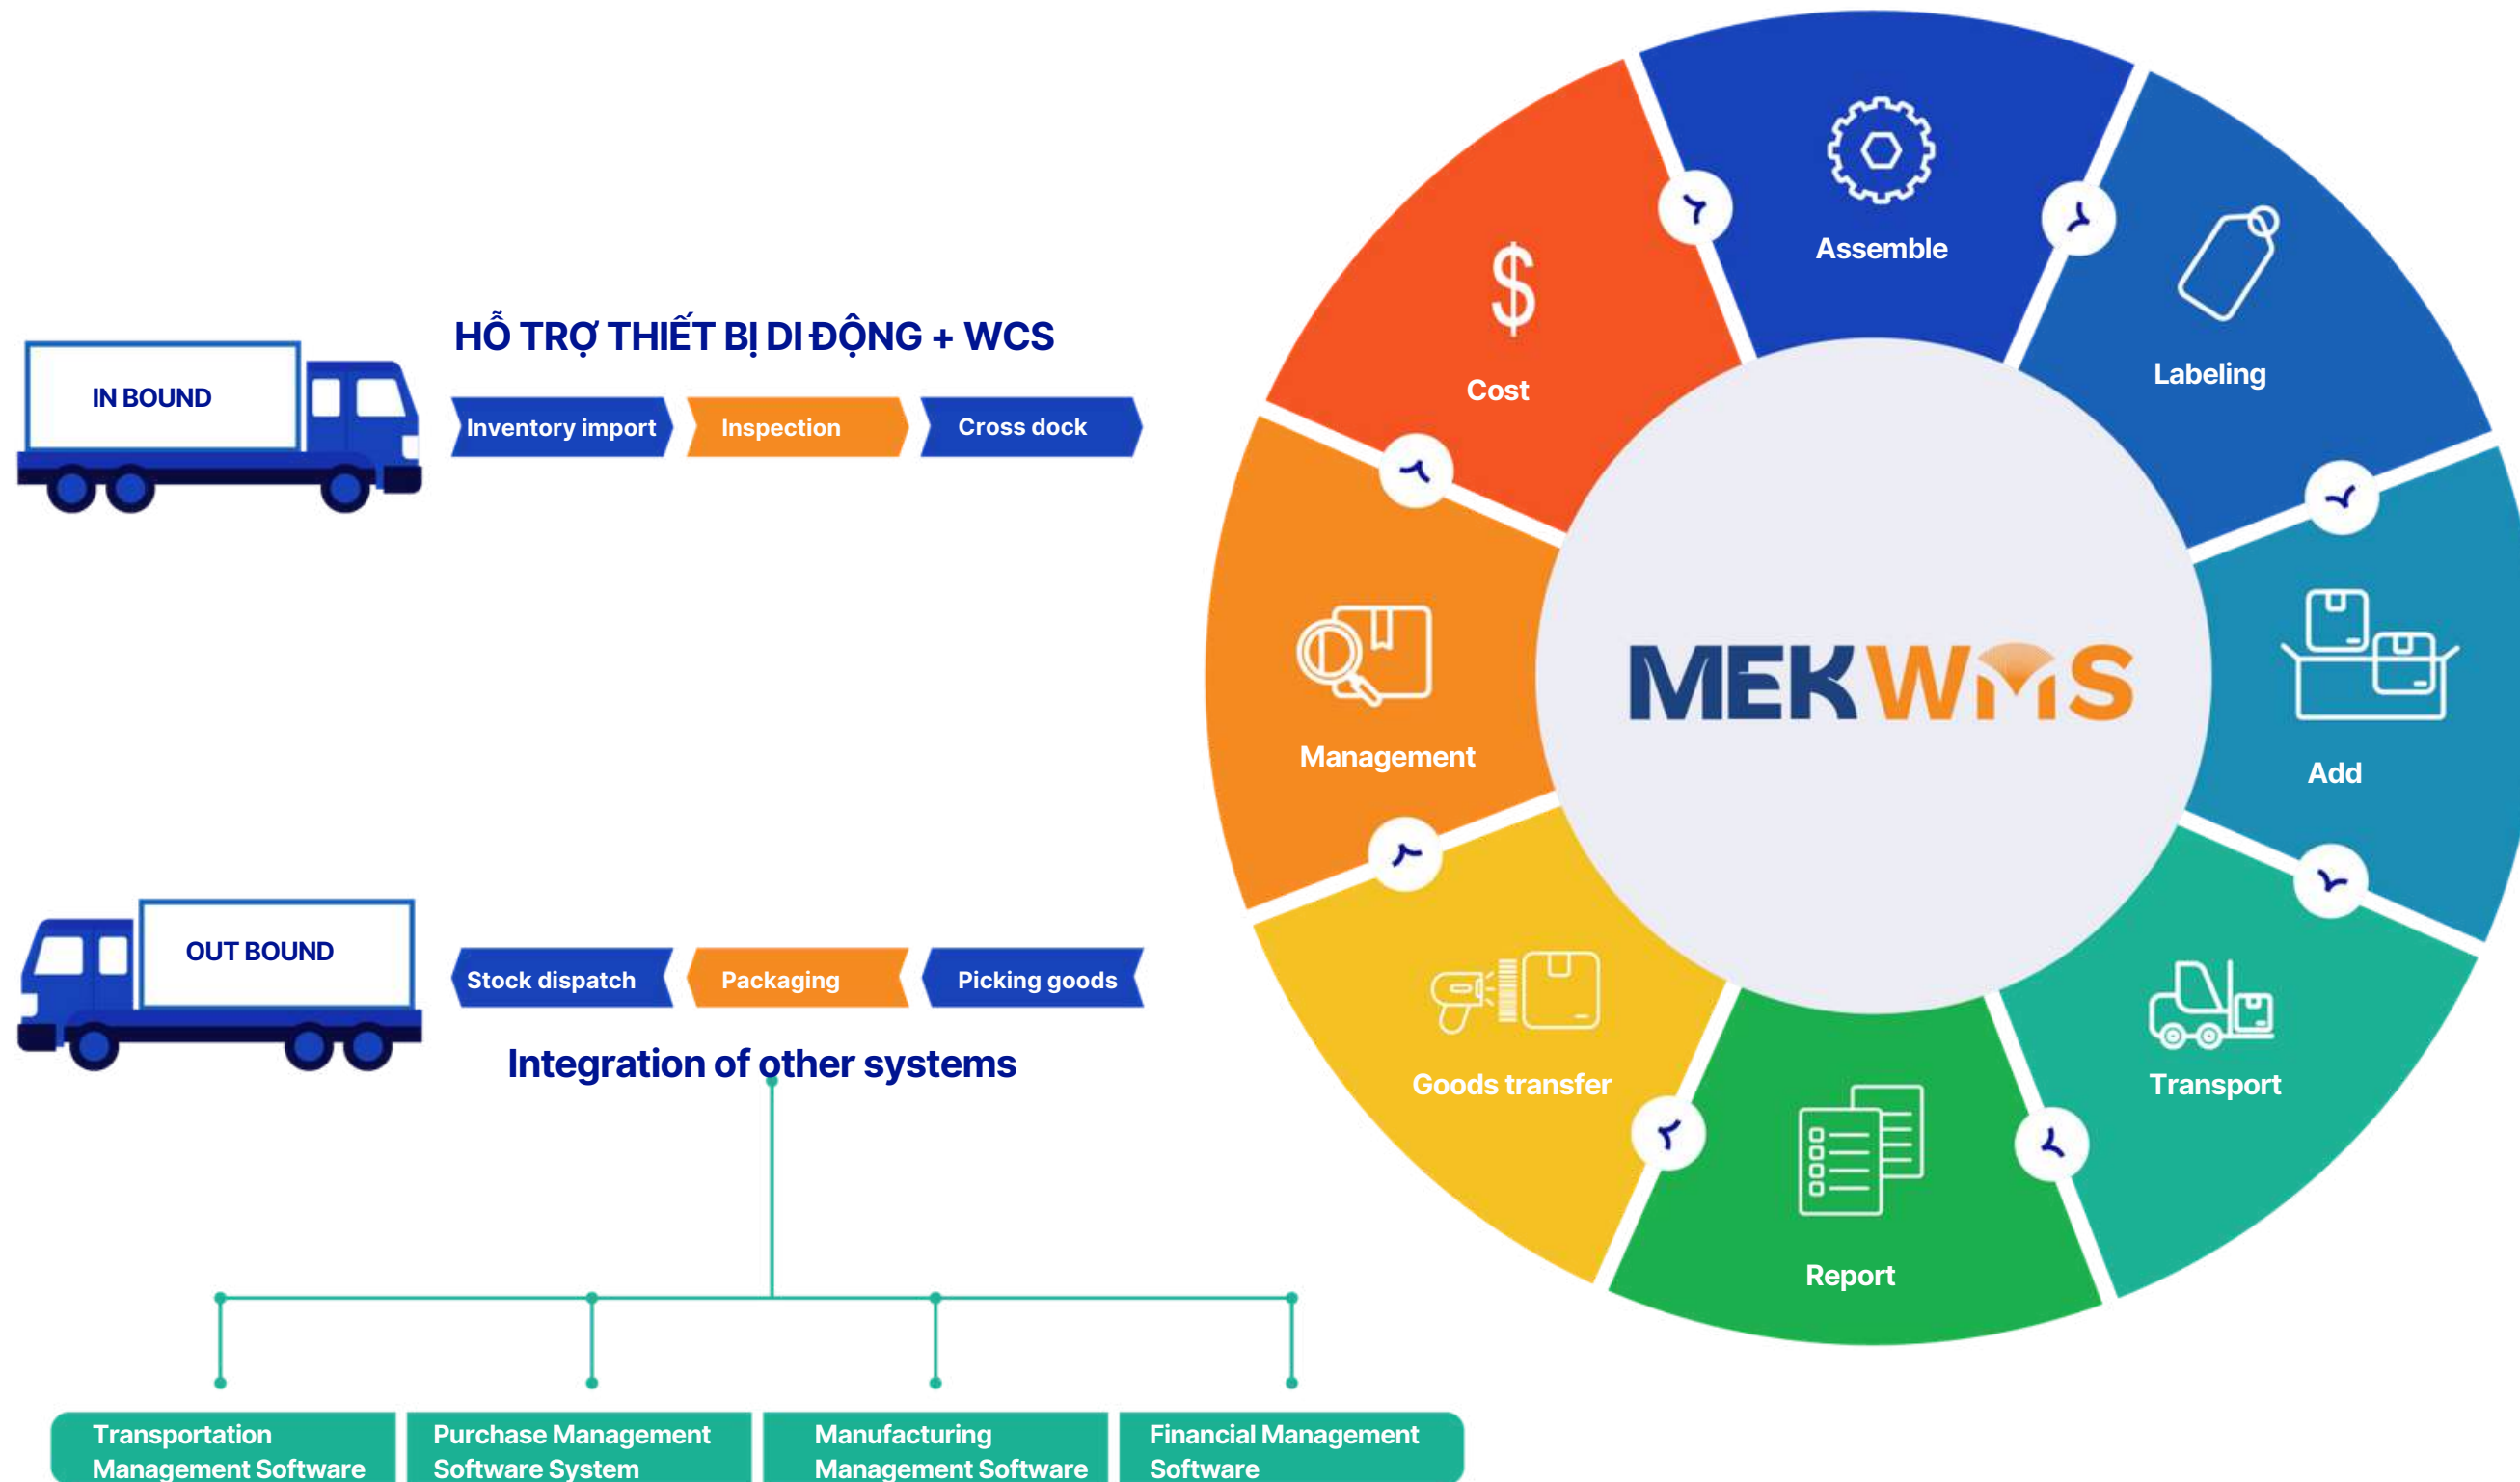 HỖ TRỢ THIẾT BỊ DI ĐỘNG + WCS
IN BOUND
Inventory import
Inspection
Cross dock
OUT BOUND
Stock dispatch
Packaging
Picking goods
Integration of other systems
Transportation
Management Software
Purchase Management
Software System
Manufacturing
Management Software
Financial Management
Software
Assemble
Labeling
Add
Transport
Report
Goods transfer
Management
$
Cost
MEKWMS